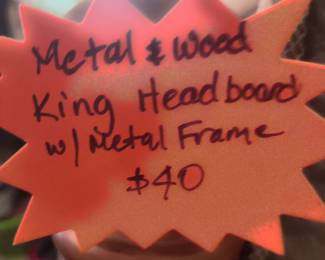 Metal & Wood
King Headboard
w/ Metal Frame
$40